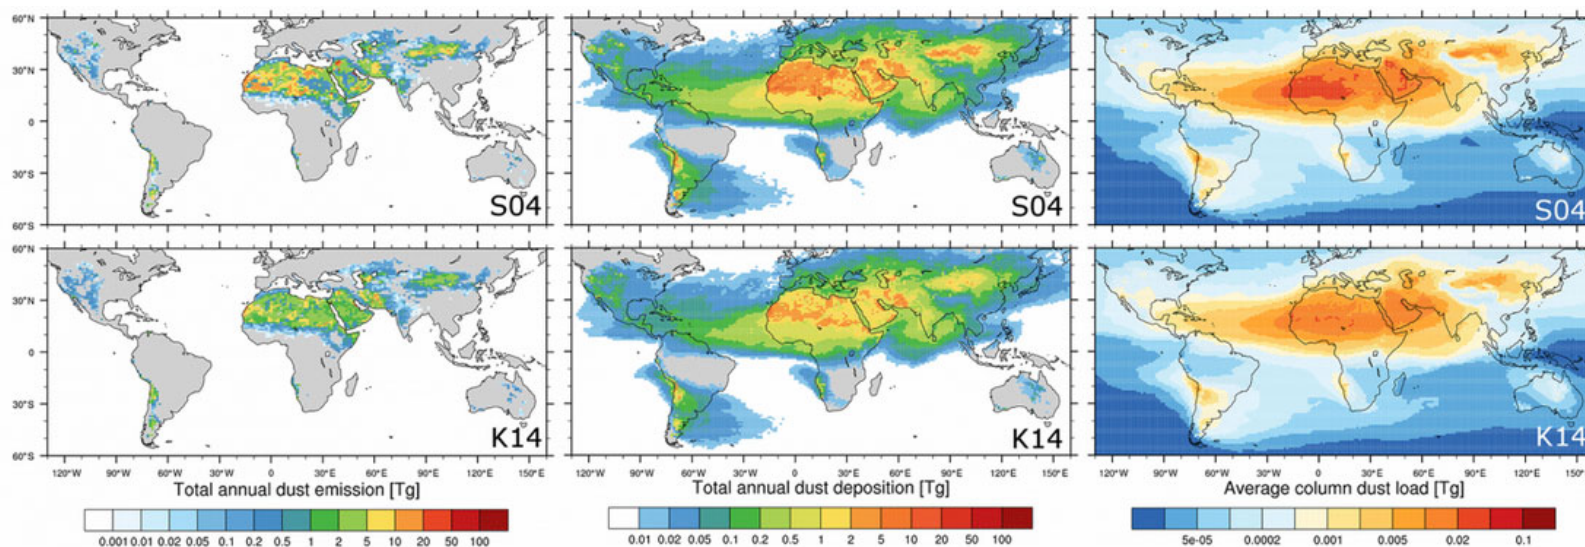 60°N
30°N
0
30°S
60°S
S04
S04
S04
60°N
30°N
0
30°S
60°S
K14
K14
K14
120°W 90°W 60°W 30°W 0 30°E 60°E 90°E 120°E 150°E
120°W 90°W 60°W 30°W 0 30°E 60°E 90°E 120°E 150°E
120°W 60°W 30°W 0 30°E 60°E 90°E 120°E 150°E
Total annual dust emission [Tg]
Total annual dust deposition [Tg]
Average column dust load [Tg]
0.001 0.01 0.02 0.05 0.1 0.2 0.5 1 2 5 10 20 50 100
0.01 0.02 0.05 0.1 0.2 0.5 1 2 5 10 20 50 100
5e-05 0.0002 0.001 0.005 0.02 0.1